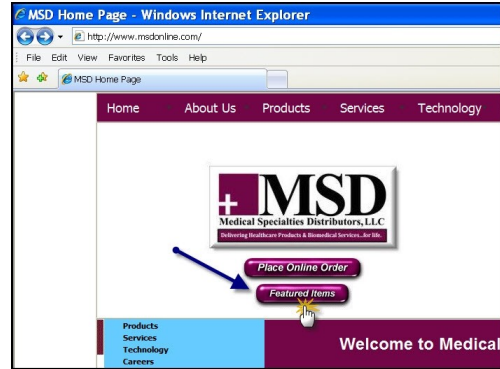 MSD Home Page - Windows Internet Explorer
http://www.msdonline.com/
File Edit View Favorites Tools Help
MSD Home Page
Home About Us Products Services Technology
MSD
Medical Specialties Distributors, LLC
Delivering Healthcare Products & Biomedical Services...for life.
Place Online Order
Featured Items
Products
Services
Technology
Careers
Welcome to Medical